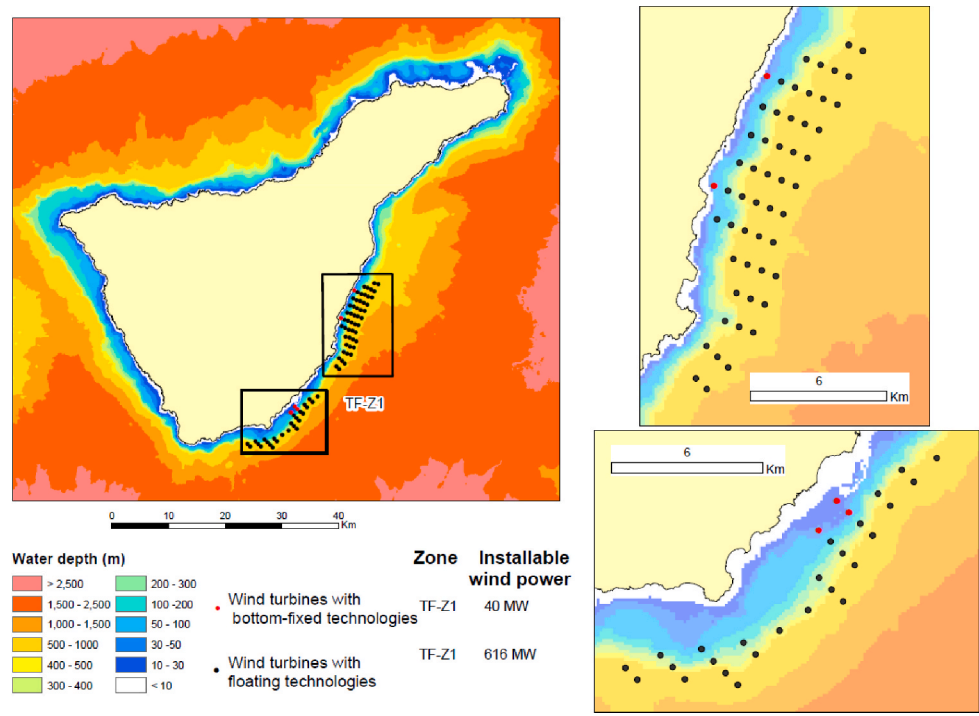 TF-Z1
0 10 20 30 40
Km
6
Km
6
Km
Water depth (m)
> 2,500
1,500 - 2,500
1,000 - 1,500
500 - 1000
400 - 500
300 - 400
200 - 300
100 -200
50 - 100
30 -50
10 - 30
< 10
Wind turbines with
bottom-fixed technologies
Wind turbines with
floating technologies
Zone Installable
wind power
TF-Z1 40 MW
TF-Z1 616 MW